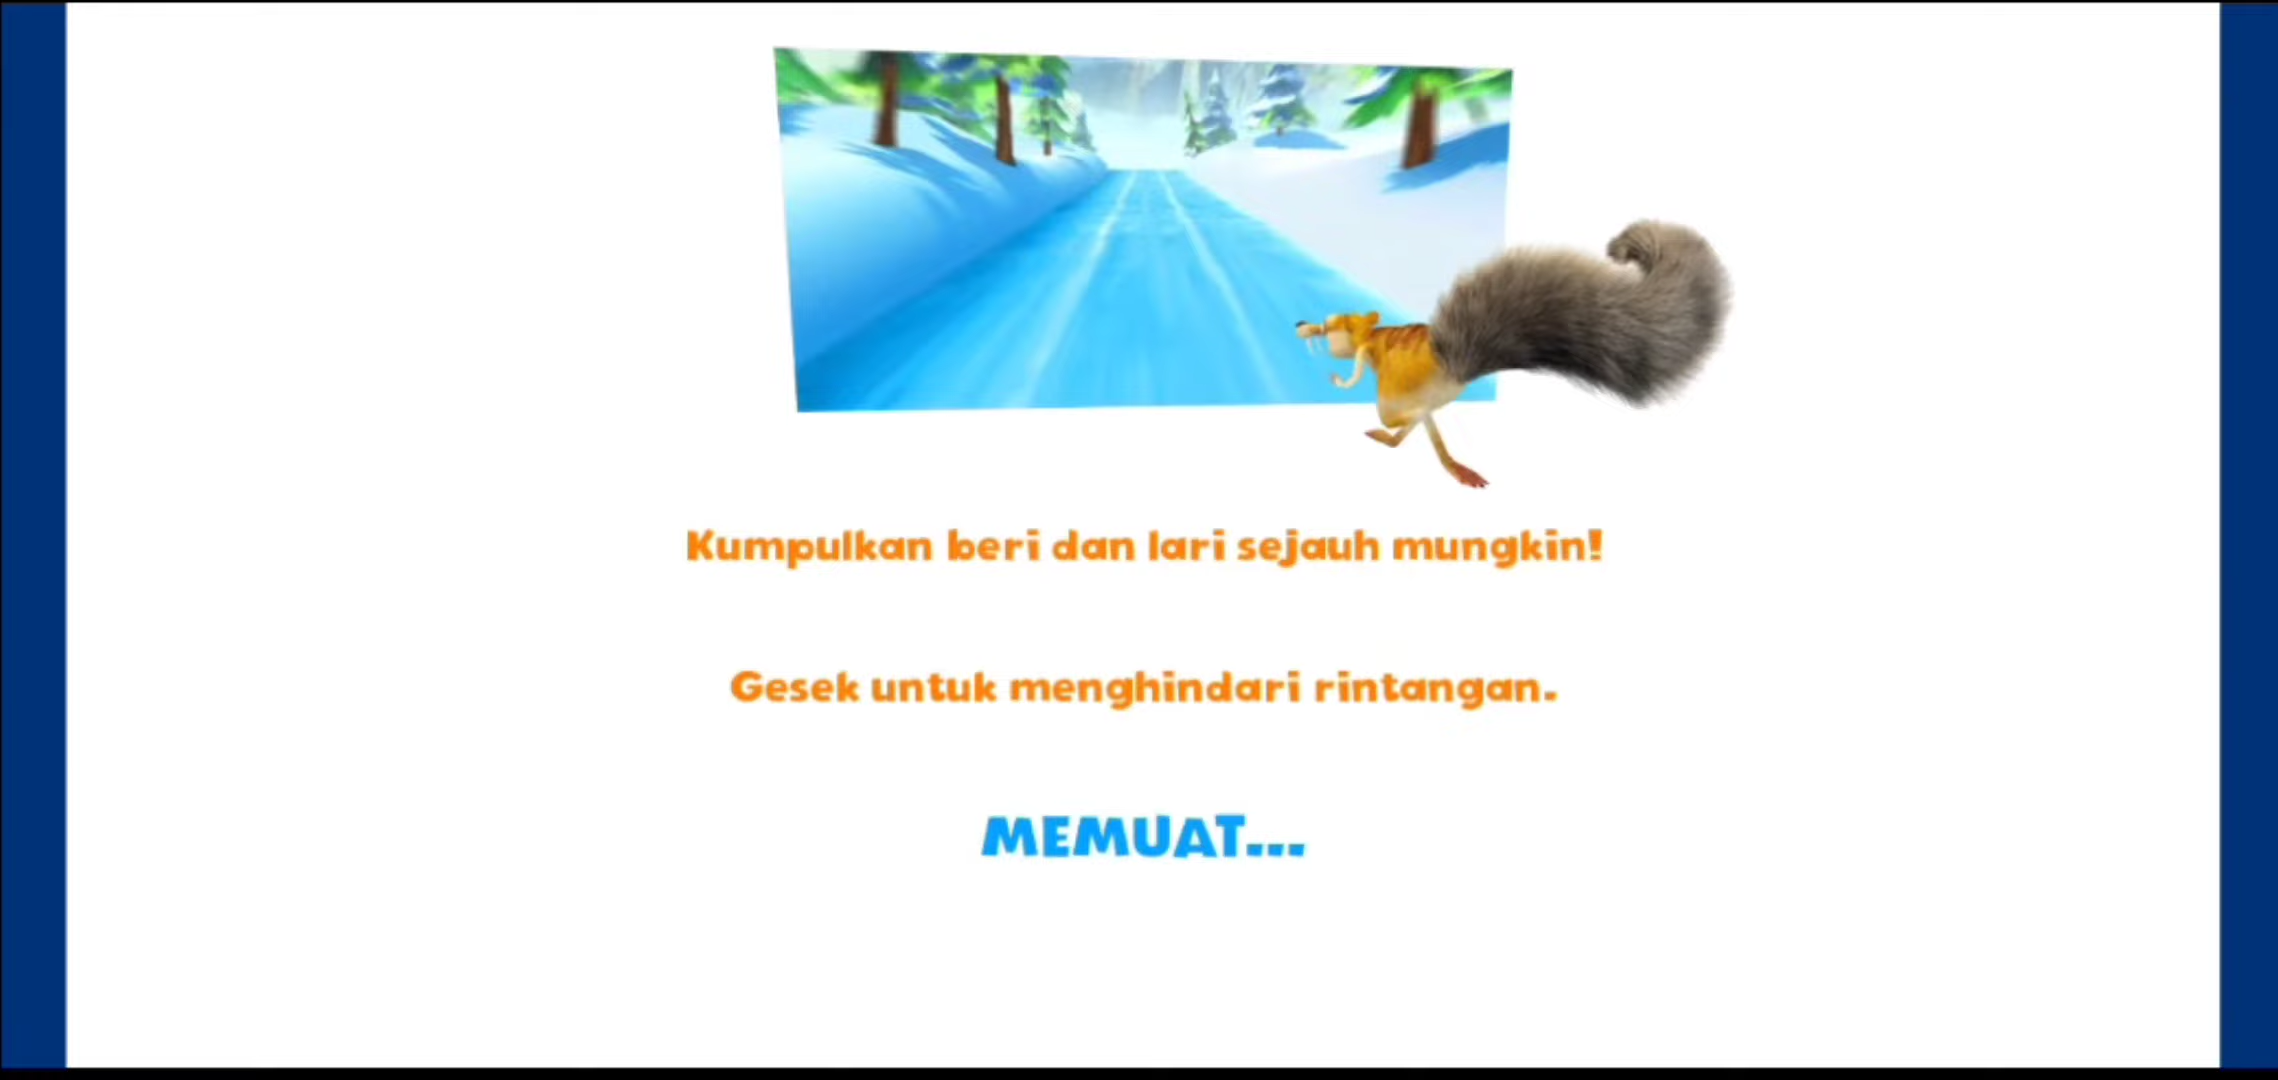 Kumpulkan beri dan lari sejauh mungkin!
Gesek untuk menghindari rintangan.
MEMUAT...